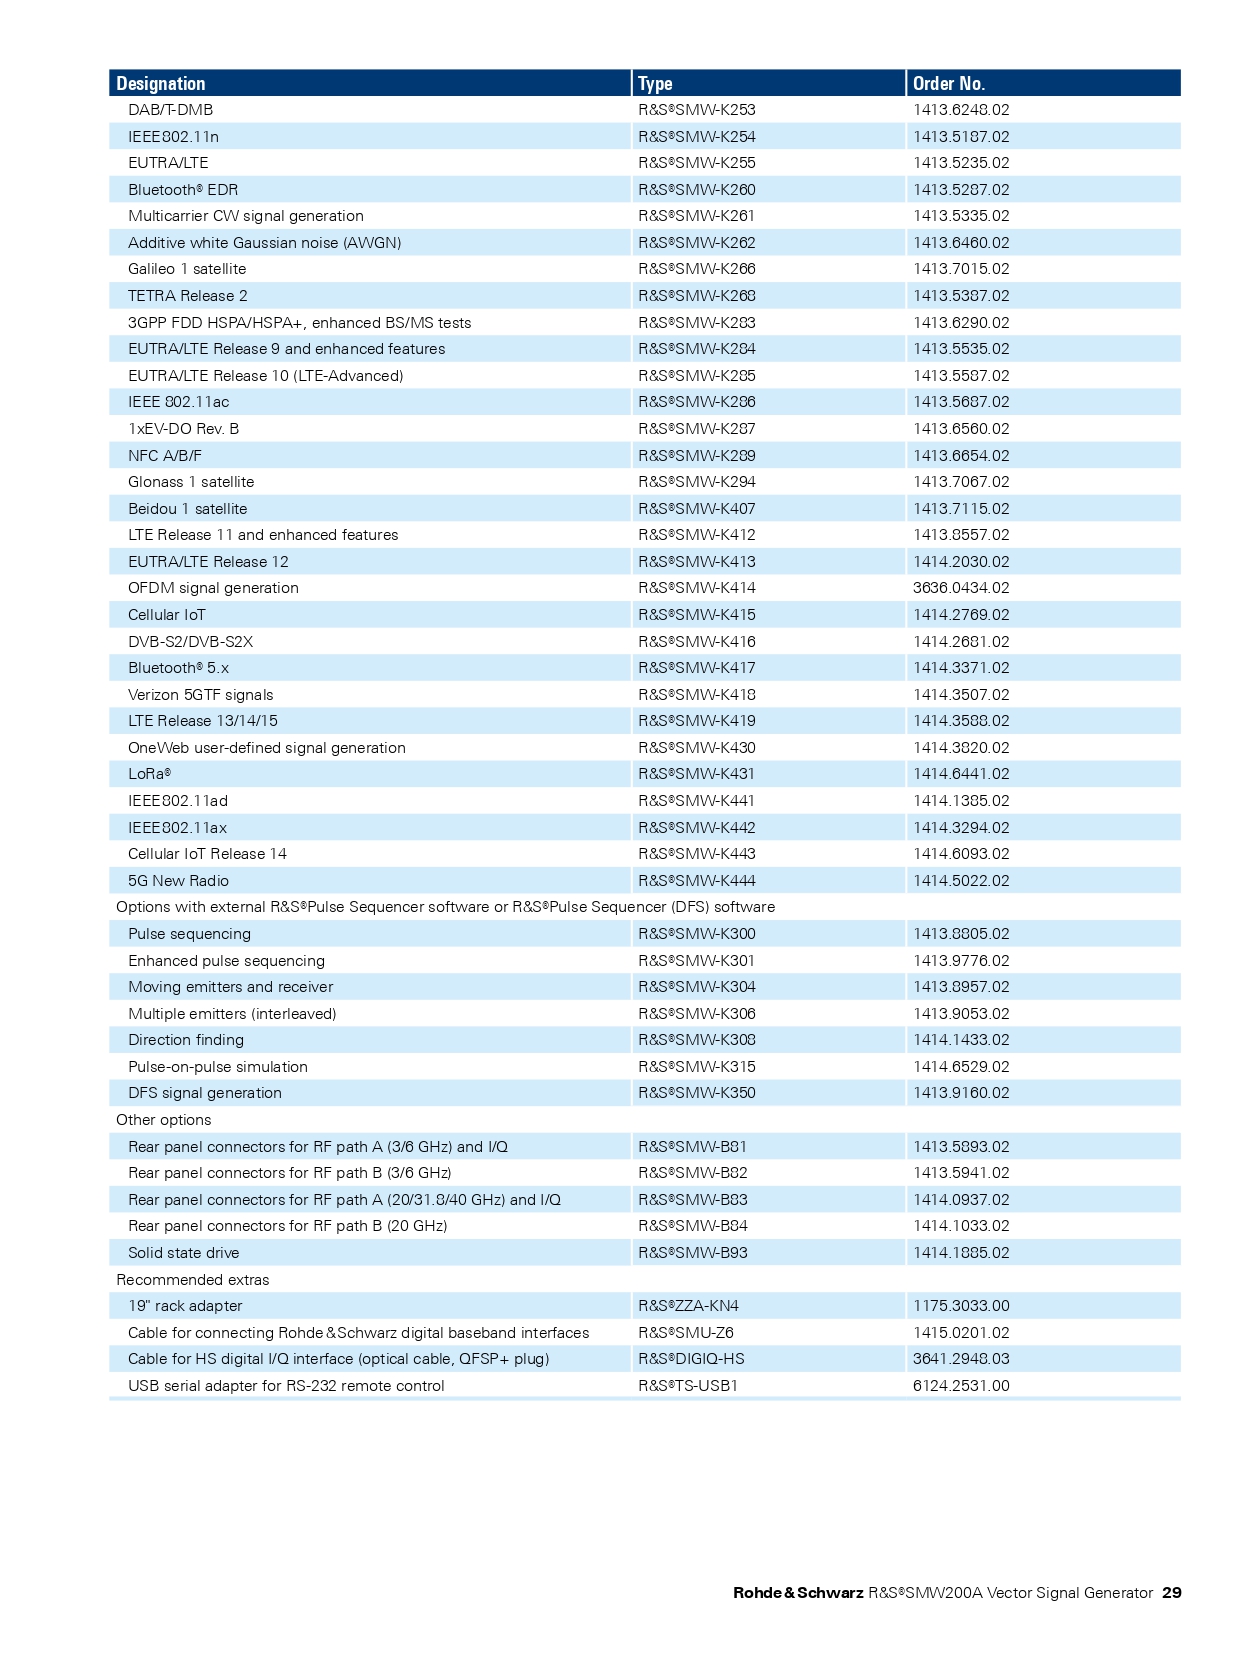 Designation Type Order No.
DAB/T-DMB R&S®SMW-K253 1413.6248.02
IEEE802.11n R&S®SMW-K254 1413.5187.02
EUTRA/LTE R&S®SMW-K255 1413.5235.02
Bluetooth® EDR R&S®SMW-K260 1413.5287.02
Multicarrier CW signal generation R&S®SMW-K261 1413.5335.02
Additive white Gaussian noise (AWGN) R&S®SMW-K262 1413.6460.02
Galileo 1 satellite R&S®SMW-K266 1413.7015.02
TETRA Release 2 R&S®SMW-K268 1413.5387.02
3GPP FDD HSPA/HSPA+, enhanced BS/MS tests R&S®SMW-K283 1413.6290.02
EUTRA/LTE Release 9 and enhanced features R&S®SMW-K284 1413.5535.02
EUTRA/LTE Release 10 (LTE-Advanced) R&S®SMW-K285 1413.5587.02
IEEE 802.11ac R&S®SMW-K286 1413.5687.02
1xEV-DO Rev. B R&S®SMW-K287 1413.6560.02
NFC A/B/F R&S®SMW-K289 1413.6654.02
Glonass 1 satellite R&S®SMW-K294 1413.7067.02
Beidou 1 satellite R&S®SMW-K407 1413.7115.02
LTE Release 11 and enhanced features R&S®SMW-K412 1413.8557.02
EUTRA/LTE Release 12 R&S®SMW-K413 1414.2030.02
OFDM signal generation R&S®SMW-K414 3636.0434.02
Cellular IoT R&S®SMW-K415 1414.2769.02
DVB-S2/DVB-S2X R&S®SMW-K416 1414.2681.02
Bluetooth® 5.x R&S®SMW-K417 1414.3371.02
Verizon 5GTF signals R&S®SMW-K418 1414.3507.02
LTE Release 13/14/15 R&S®SMW-K419 1414.3588.02
OneWeb user-defined signal generation R&S®SMW-K430 1414.3820.02
LoRa® R&S®SMW-K431 1414.6441.02
IEEE802.11ad R&S®SMW-K441 1414.1385.02
IEEE802.11ax R&S®SMW-K442 1414.3294.02
Cellular IoT Release 14 R&S®SMW-K443 1414.6093.02
5G New Radio R&S®SMW-K444 1414.5022.02
Options with external R&S®Pulse Sequencer software or R&S®Pulse Sequencer (DFS) software
Pulse sequencing R&S®SMW-K300 1413.8805.02
Enhanced pulse sequencing R&S®SMW-K301 1413.9776.02
Moving emitters and receiver R&S®SMW-K304 1413.8957.02
Multiple emitters (interleaved) R&S®SMW-K306 1413.9053.02
Direction finding R&S®SMW-K308 1414.1433.02
Pulse-on-pulse simulation R&S®SMW-K315 1414.6529.02
DFS signal generation R&S®SMW-K350 1413.9160.02
Other options
Rear panel connectors for RF path A (3/6 GHz) and I/Q R&S®SMW-B81 1413.5893.02
Rear panel connectors for RF path B (3/6 GHz) R&S®SMW-B82 1413.5941.02
Rear panel connectors for RF path A (20/31.8/40 GHz) and I/Q R&S®SMW-B83 1414.0937.02
Rear panel connectors for RF path B (20 GHz) R&S®SMW-B84 1414.1033.02
Solid state drive R&S®SMW-B93 1414.1885.02
Recommended extras
19" rack adapter R&S®ZZA-KN4 1175.3033.00
Cable for connecting Rohde & Schwarz digital baseband interfaces R&S®SMU-Z6 1415.0201.02
Cable for HS digital I/Q interface (optical cable, QFSP+ plug) R&S®DIGIQ-HS 3641.2948.03
USB serial adapter for RS-232 remote control R&S®TS-USB1 6124.2531.00
Rohde & Schwarz R&S®SMW200A Vector Signal Generator 29